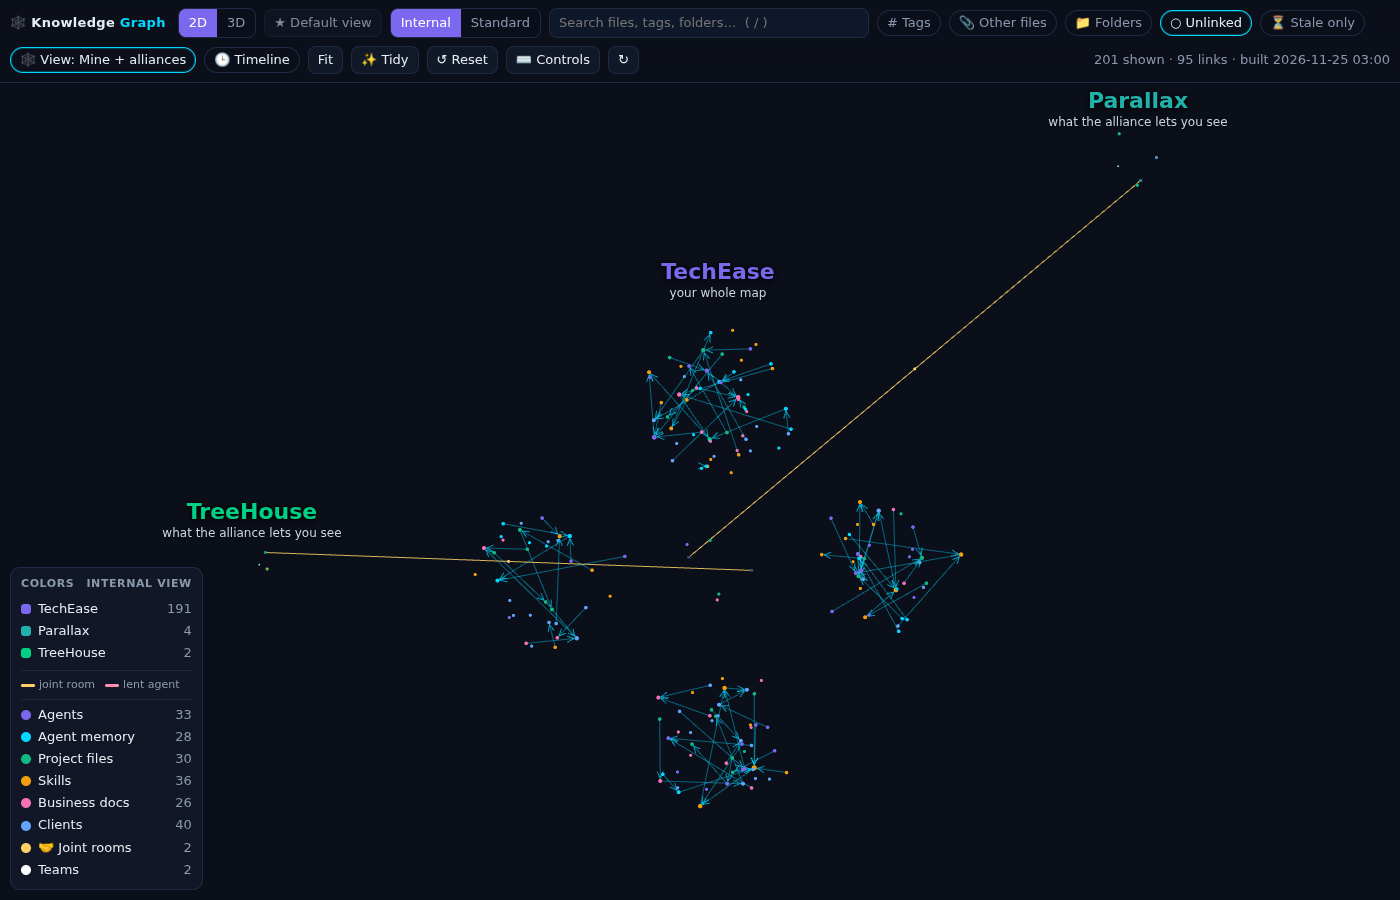 🕸️ Knowledge Graph 2D 3D ★ Default view Internal Standard Search files, tags, folders… ( / ) # Tags 📎 Other files 📁 Folders ○ Unlinked ⏳ Stale only
🕸️ View: Mine + alliances 🕒 Timeline Fit ✨ Tidy ↺ Reset ⌨️ Controls ↻ 201 shown · 95 links · built 2026-11-25 03:00
Parallax
what the alliance lets you see
TechEase
your whole map
TreeHouse
what the alliance lets you see
COLORS INTERNAL VIEW
TechEase 191
Parallax 4
TreeHouse 2
joint room lent agent
Agents 33
Agent memory 28
Project files 30
Skills 36
Business docs 26
Clients 40
🤝 Joint rooms 2
Teams 2